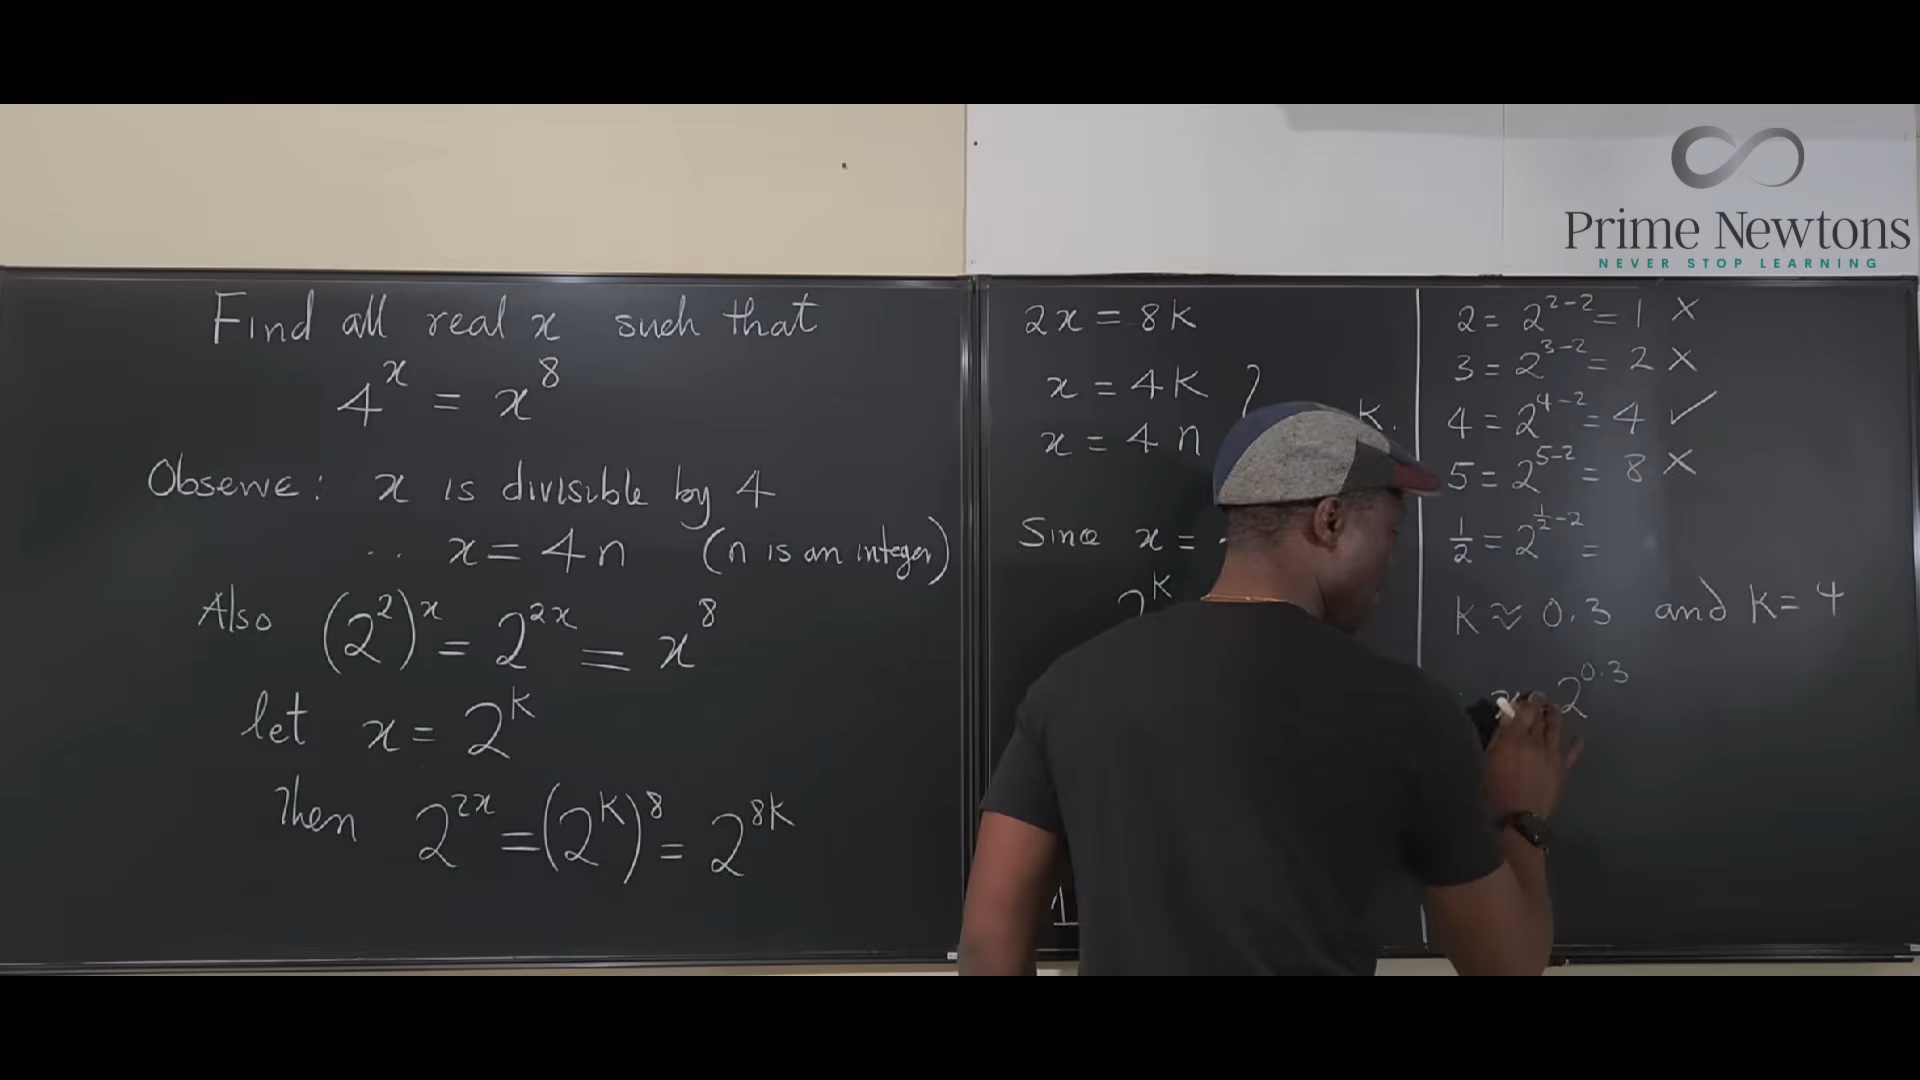 Prime Newtons
NEVER STOP LEARNING
Find all real x such that
4^x = x^8
Observe: x is divisible by 4
∴ x = 4n (n is an integer)
Also (2^2)^x = 2^{2x} = x^8
let x = 2^k
Then 2^{2x} = (2^k)^8 = 2^{8k}
2x = 8k
x = 4k }
x = 4n
k.
Since x =
2^k
2 = 2^{2-2} = 1 ×
3 = 2^{3-2} = 2 ×
4 = 2^{4-2} = 4 ✓
5 = 2^{5-2} = 8 ×
1/2 = 2^{1/2-2} =
k ≈ 0.3 and k = 4
2^{0.3}